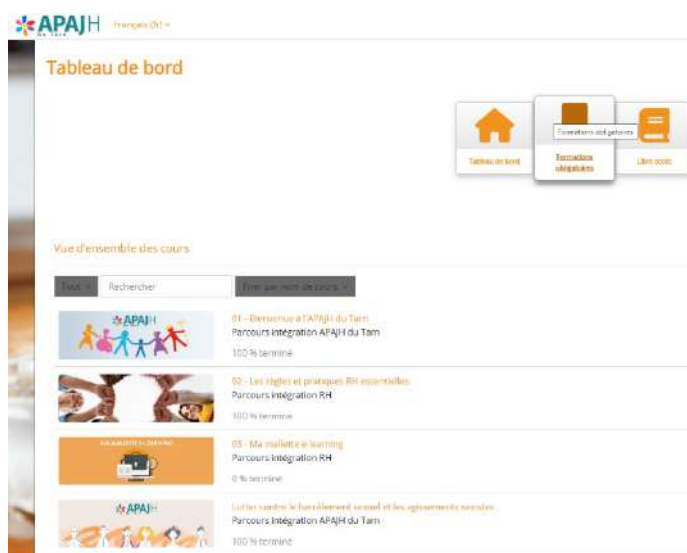 APAJH
du Tarn
Français (fr)
Tableau de bord
Formations obligatoires
Tableau de bord
Formations
obligatoires
Libre accès
Vue d'ensemble des cours
Tout
Rechercher
Trier par nom de cours
APAJH
01 - Bienvenue à l'APAJH du Tarn
Parcours intégration APAJH du Tarn
100 % terminé
02 - Les règles et pratiques RH essentielles
Parcours intégration RH
100 % terminé
MA MALLETTE E-LEARNING
03 - Ma mallette e-learning
Parcours intégration RH
0 % terminé
APAJH
Lutter contre le harcèlement sexuel et les agissements sexistes
Parcours intégration APAJH du Tarn
100 % terminé